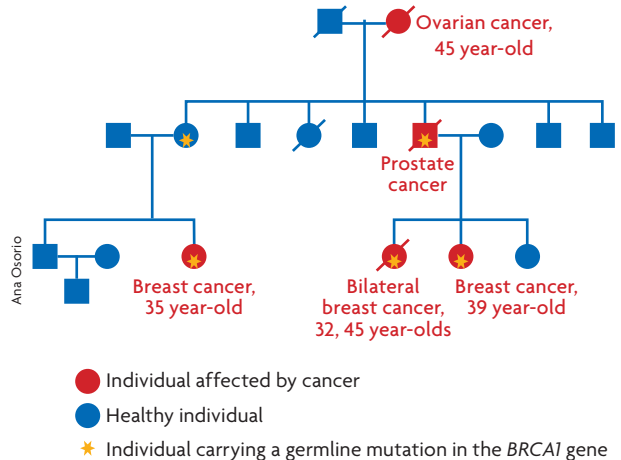 Ovarian cancer,
45 year-old
Prostate
cancer
Ana Osorio
Breast cancer,
35 year-old
Bilateral
breast cancer,
32, 45 year-olds
Breast cancer,
39 year-old
Individual affected by cancer
Healthy individual
Individual carrying a germline mutation in the BRCA1 gene